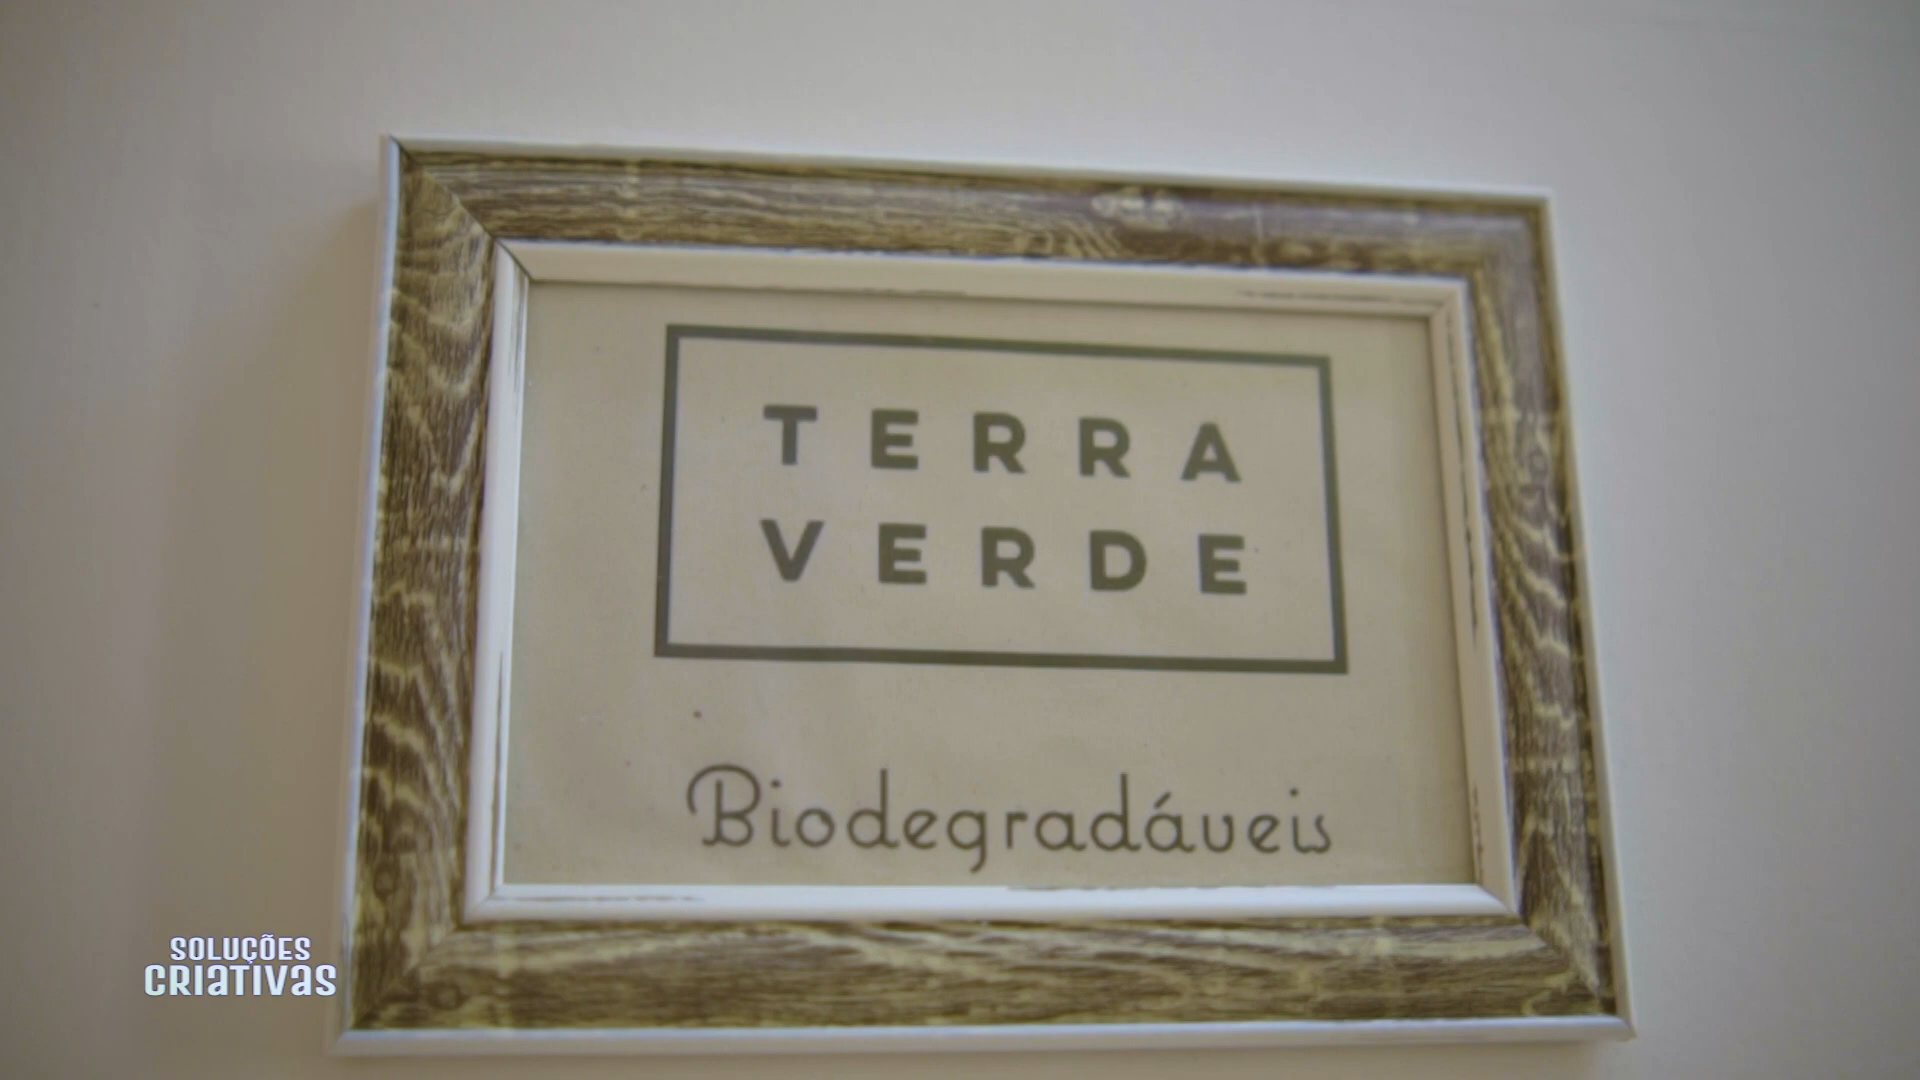 TERRA
VERDE
Biodegradáveis
SOLUÇÕES
CRIATIVAS